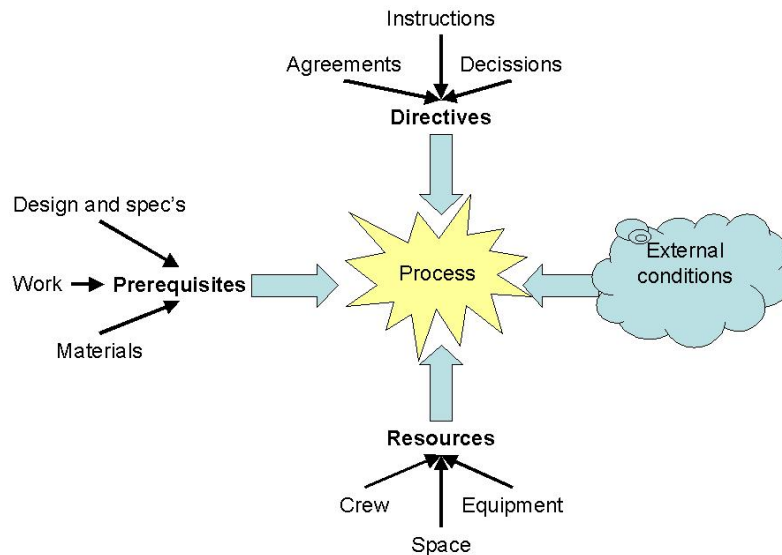 Instructions
Agreements
Decissions
Directives
Design and spec's
Work
Prerequisites
Materials
Process
External
conditions
Resources
Crew
Equipment
Space